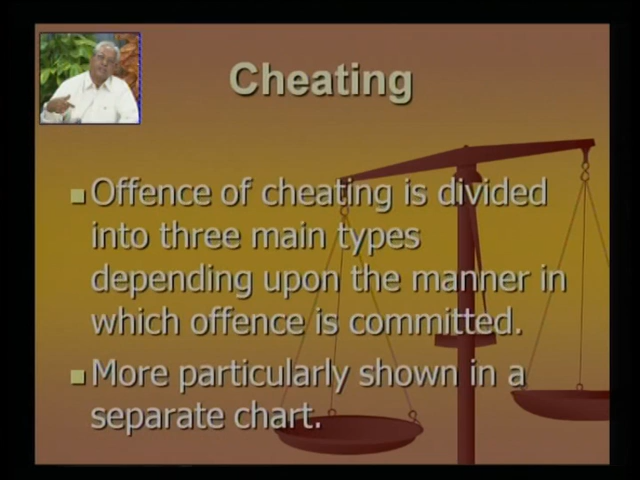 Cheating
Offence of cheating is divided
into three main types
depending upon the manner in
which offence is committed.
More particularly shown in a
separate chart.